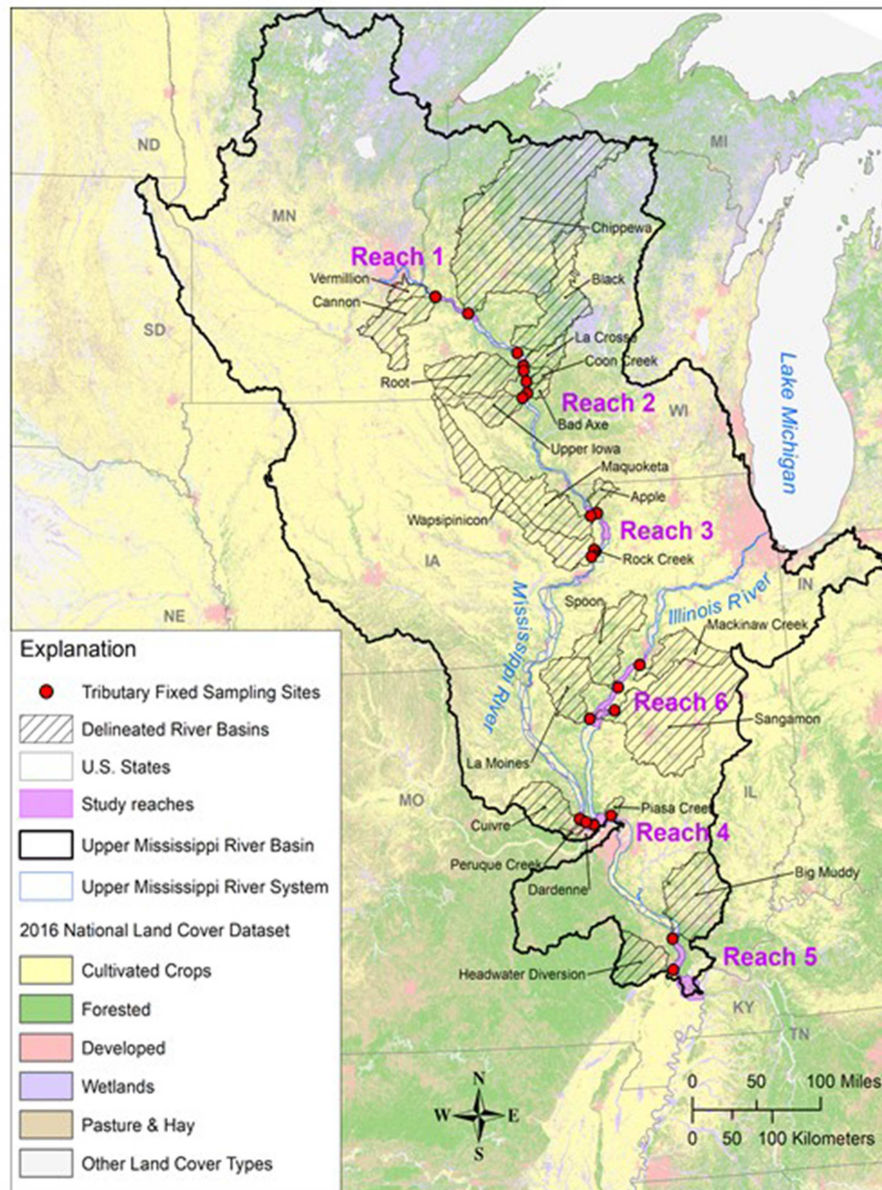 ND
MN
MI
Chippewa
Reach 1
Vermillion
Cannon
Black
SD
La Crosse
Coon Creek
Root
Reach 2
WI
Bad Axe
Upper Iowa
Lake Michigan
Maquoketa
Apple
Wapsipinicon
Reach 3
IA
Rock Creek
IN
NE
Mississippi River
Spoon
Illinois River
Mackinaw Creek
Reach 6
Sangamon
La Moines
MO
IL
Cuivre
Piasa Creek
Reach 4
Peruque Creek
Dardenne
Big Muddy
Headwater Diversion
Reach 5
KY
TN
Explanation
Tributary Fixed Sampling Sites
Delineated River Basins
U.S. States
Study reaches
Upper Mississippi River Basin
Upper Mississippi River System
2016 National Land Cover Dataset
Cultivated Crops
Forested
Developed
Wetlands
Pasture & Hay
Other Land Cover Types
N
W E
S
0 50 100 Miles
0 50 100 Kilometers